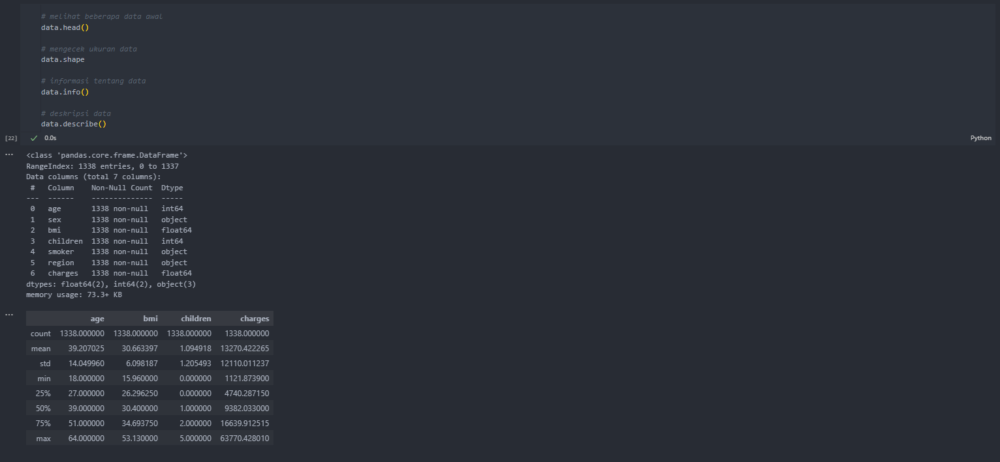 # melihat beberapa data awal
data.head()
# mengecek ukuran data
data.shape
# informasi tentang data
data.info()
# deskripsi data
data.describe()
[22] ✓ 0.0s Python
... <class 'pandas.core.frame.DataFrame'>
RangeIndex: 1338 entries, 0 to 1337
Data columns (total 7 columns):
 #   Column    Non-Null Count  Dtype
---  ------    --------------  -----
 0   age       1338 non-null   int64
 1   sex       1338 non-null   object
 2   bmi       1338 non-null   float64
 3   children  1338 non-null   int64
 4   smoker    1338 non-null   object
 5   region    1338 non-null   object
 6   charges   1338 non-null   float64
dtypes: float64(2), int64(2), object(3)
memory usage: 73.3+ KB
... age bmi children charges
count 1338.000000 1338.000000 1338.000000 1338.000000
mean 39.207025 30.663397 1.094918 13270.422265
std 14.049960 6.098187 1.205493 12110.011237
min 18.000000 15.960000 0.000000 1121.873900
25% 27.000000 26.296250 0.000000 4740.287150
50% 39.000000 30.400000 1.000000 9382.033000
75% 51.000000 34.693750 2.000000 16639.912515
max 64.000000 53.130000 5.000000 63770.428010